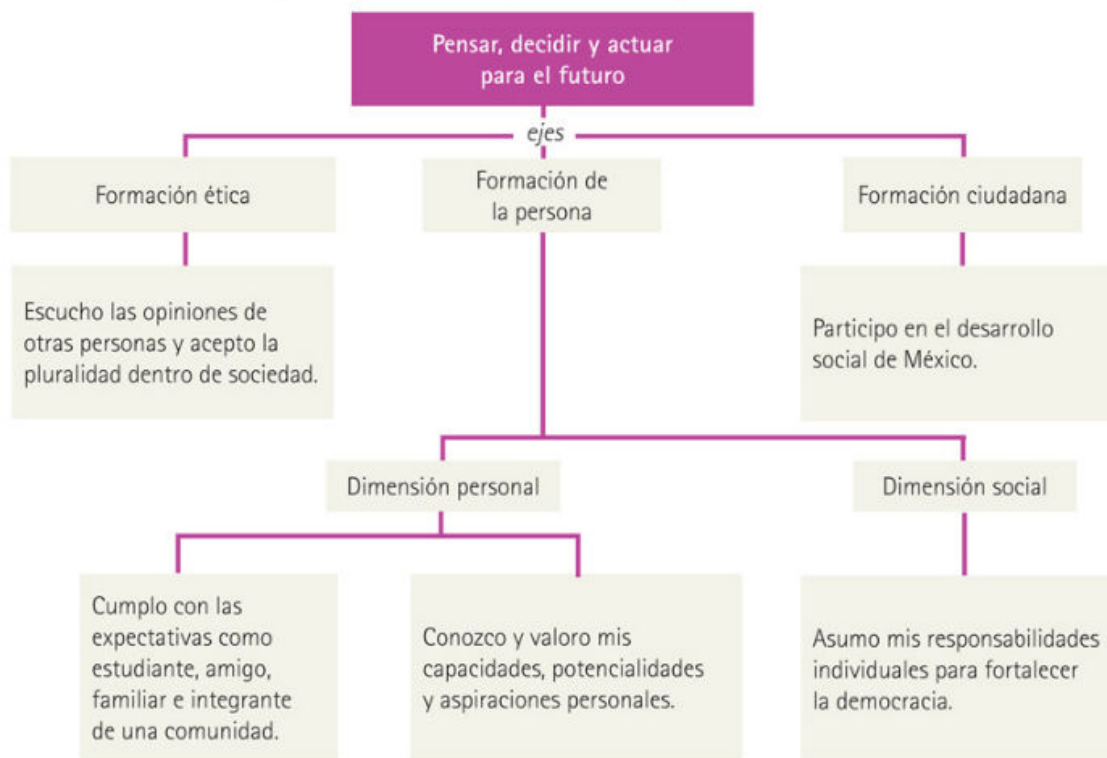 Pensar, decidir y actuar
para el futuro
ejes
Formación ética
Formación de
la persona
Formación ciudadana
Escucho las opiniones de
otras personas y acepto la
pluralidad dentro de sociedad.
Participo en el desarrollo
social de México.
Dimensión personal
Dimensión social
Cumplo con las
expectativas como
estudiante, amigo,
familiar e integrante
de una comunidad.
Conozco y valoro mis
capacidades, potencialidades
y aspiraciones personales.
Asumo mis responsabilidades
individuales para fortalecer
la democracia.